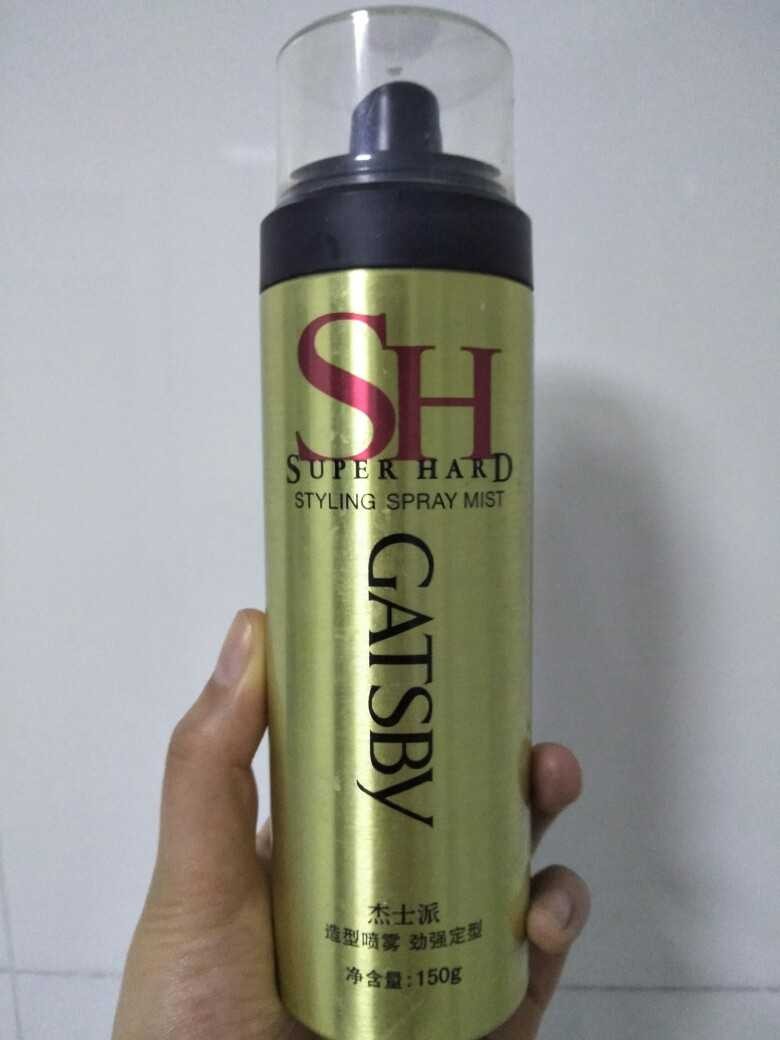 SH
SUPER HARD
STYLING SPRAY MIST
GATSBY
杰士派
造型喷雾 劲强定型
净含量:150g